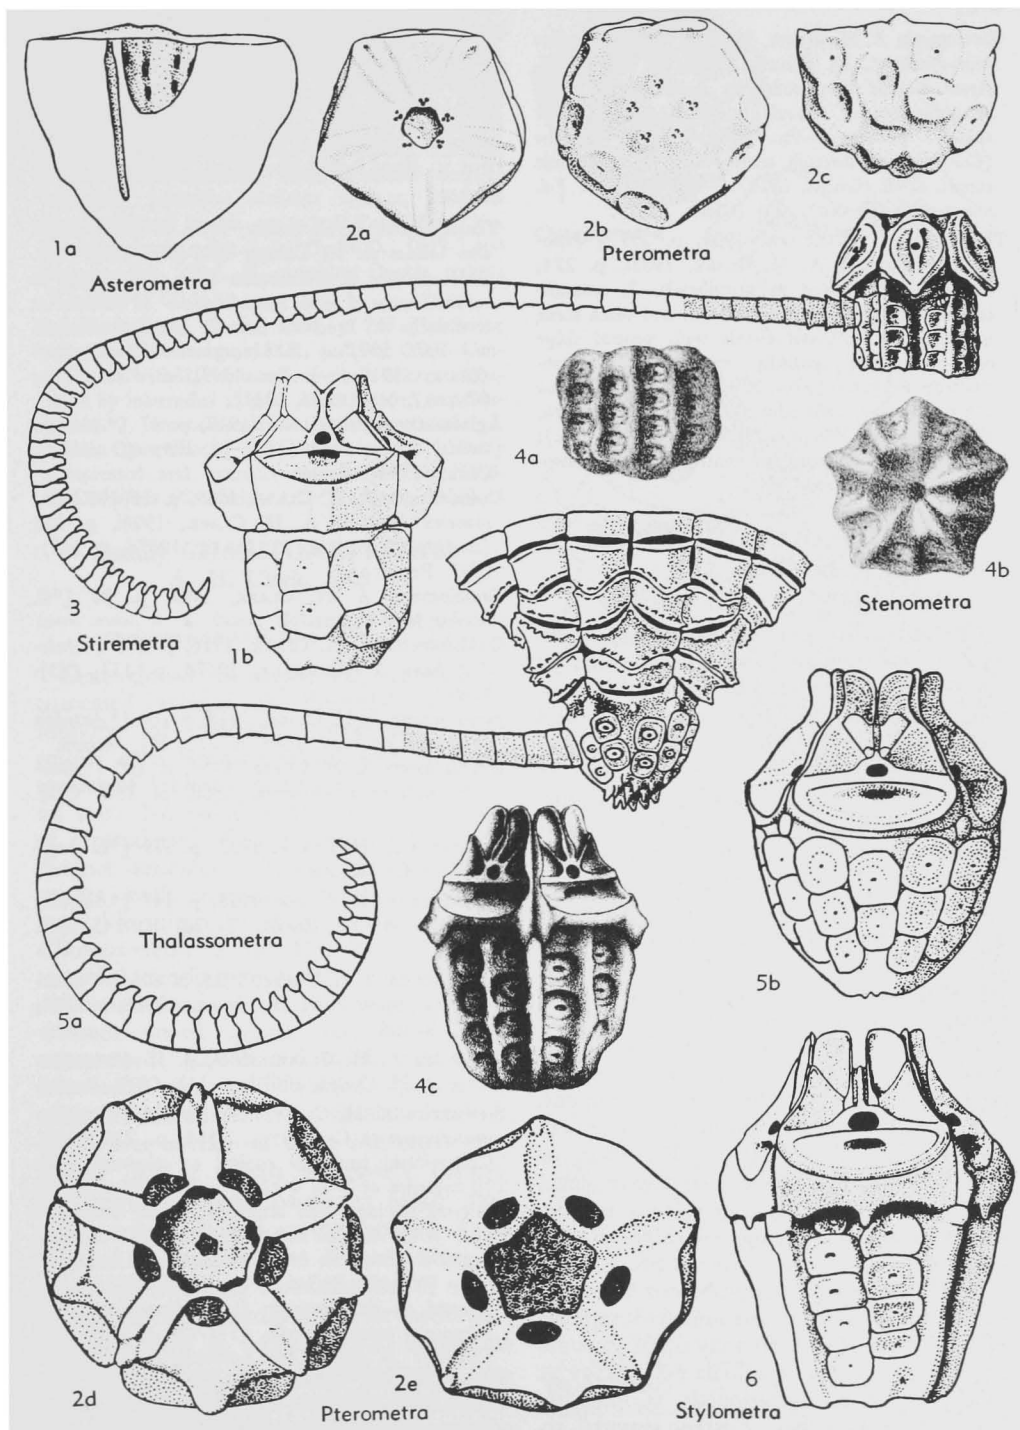 1a
2a
2b
2c
Asterometra
Pterometra
4a
4b
3
Stenometra
Stiremetra
1b
5b
Thalassometra
5a
4c
2d
2e
6
Pterometra
Stylometra